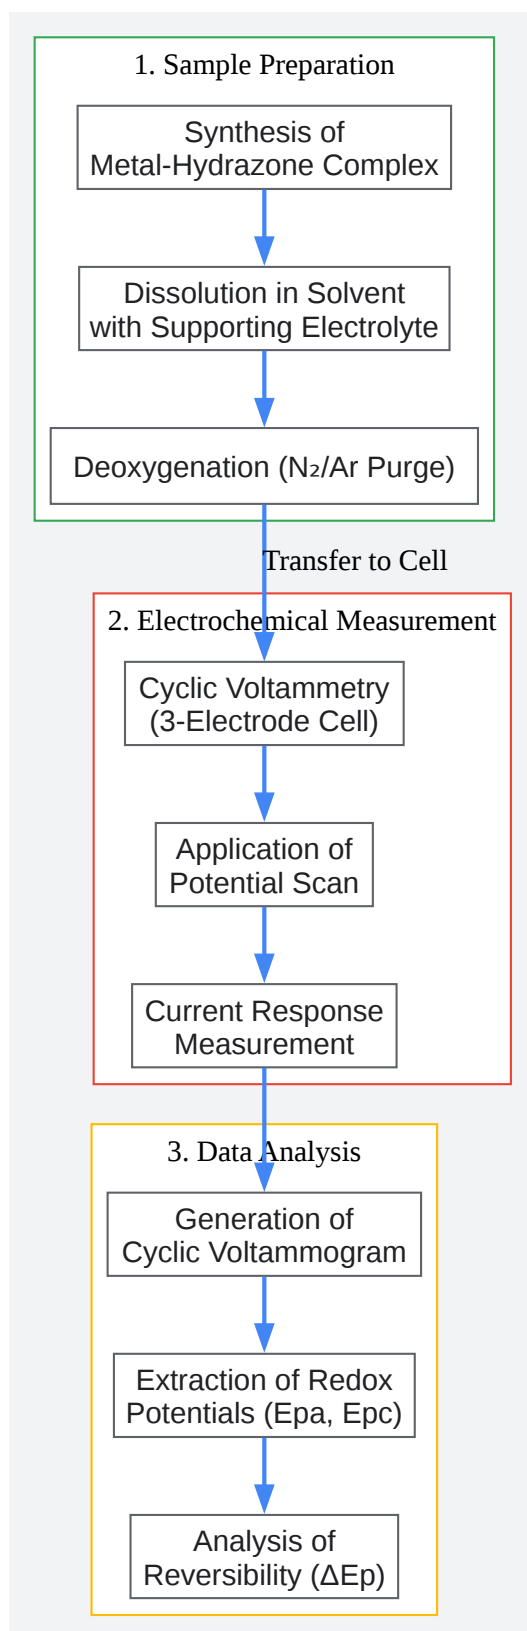 1. Sample Preparation
Synthesis of
Metal-Hydrazone Complex
Dissolution in Solvent
with Supporting Electrolyte
Deoxygenation (N₂/Ar Purge)
Transfer to Cell
2. Electrochemical Measurement
Cyclic Voltammetry
(3-Electrode Cell)
Application of
Potential Scan
Current Response
Measurement
3. Data Analysis
Generation of
Cyclic Voltammogram
Extraction of Redox
Potentials (Epa, Epc)
Analysis of
Reversibility (ΔEp)